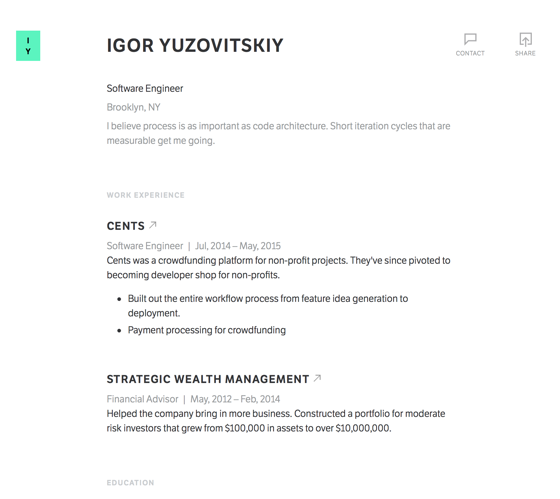 I
Y
IGOR YUZOVITSKIY
CONTACT
SHARE
Software Engineer
Brooklyn, NY
I believe process is as important as code architecture. Short iteration cycles that are
measurable get me going.
WORK EXPERIENCE
CENTS
Software Engineer | Jul, 2014 – May, 2015
Cents was a crowdfunding platform for non-profit projects. They've since pivoted to
becoming developer shop for non-profits.
• Built out the entire workflow process from feature idea generation to
deployment.
• Payment processing for crowdfunding
STRATEGIC WEALTH MANAGEMENT
Financial Advisor | May, 2012 – Feb, 2014
Helped the company bring in more business. Constructed a portfolio for moderate
risk investors that grew from $100,000 in assets to over $10,000,000.
EDUCATION